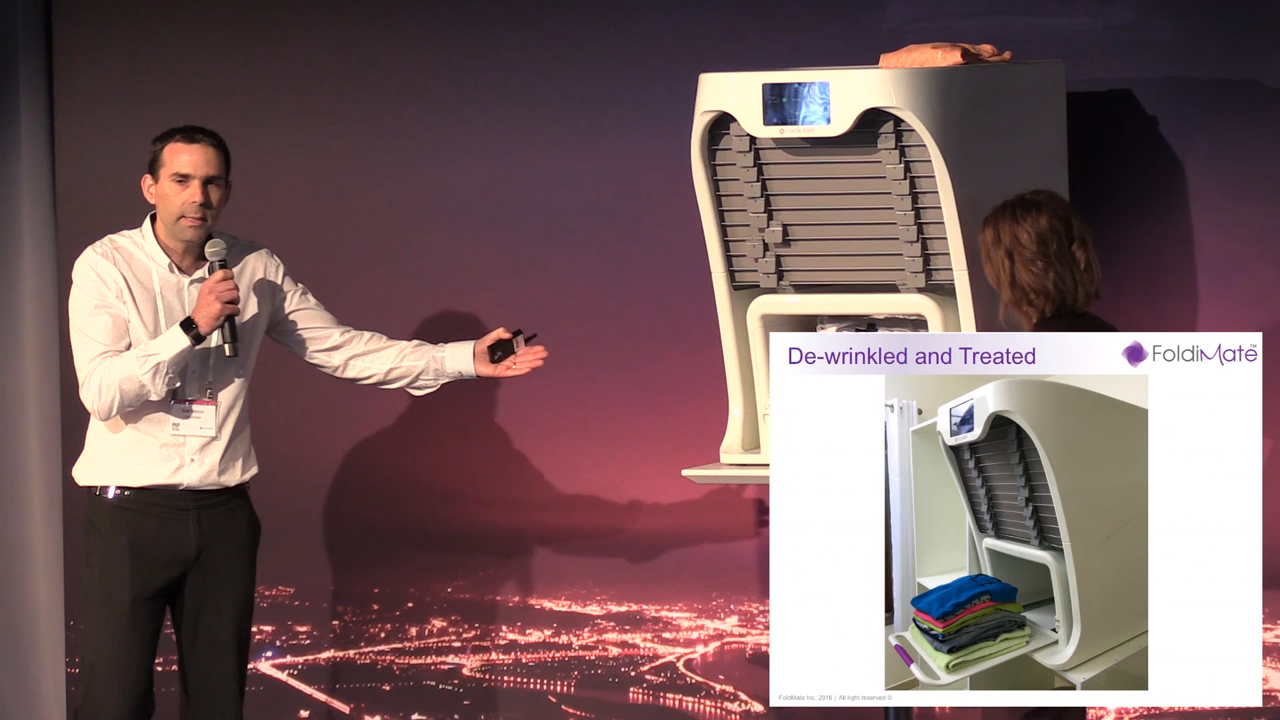 De-wrinkled and Treated
FoldiMate™
FoldiMate Inc. 2016 | All right reserved ©